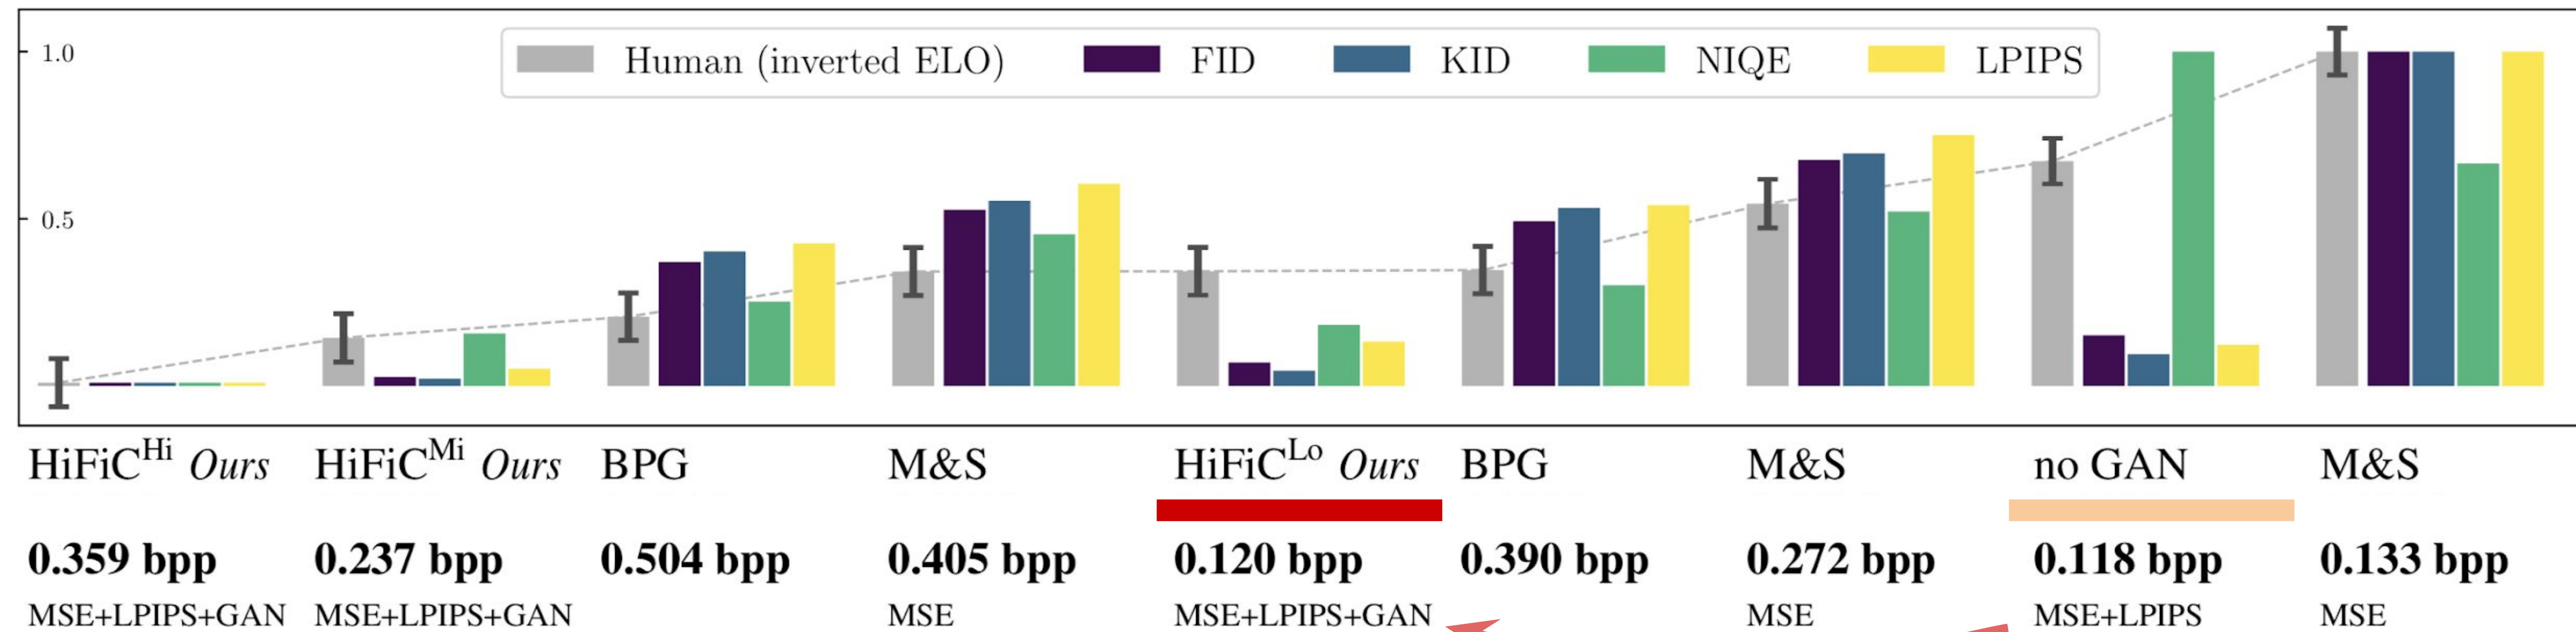 1.0
Human (inverted ELO) FID KID NIQE LPIPS
0.5
HiFiC^Hi Ours HiFiC^Mi Ours BPG M&S HiFiC^Lo Ours BPG M&S no GAN M&S
0.359 bpp 0.237 bpp 0.504 bpp 0.405 bpp 0.120 bpp 0.390 bpp 0.272 bpp 0.118 bpp 0.133 bpp
MSE+LPIPS+GAN MSE+LPIPS+GAN MSE MSE+LPIPS+GAN MSE MSE+LPIPS MSE